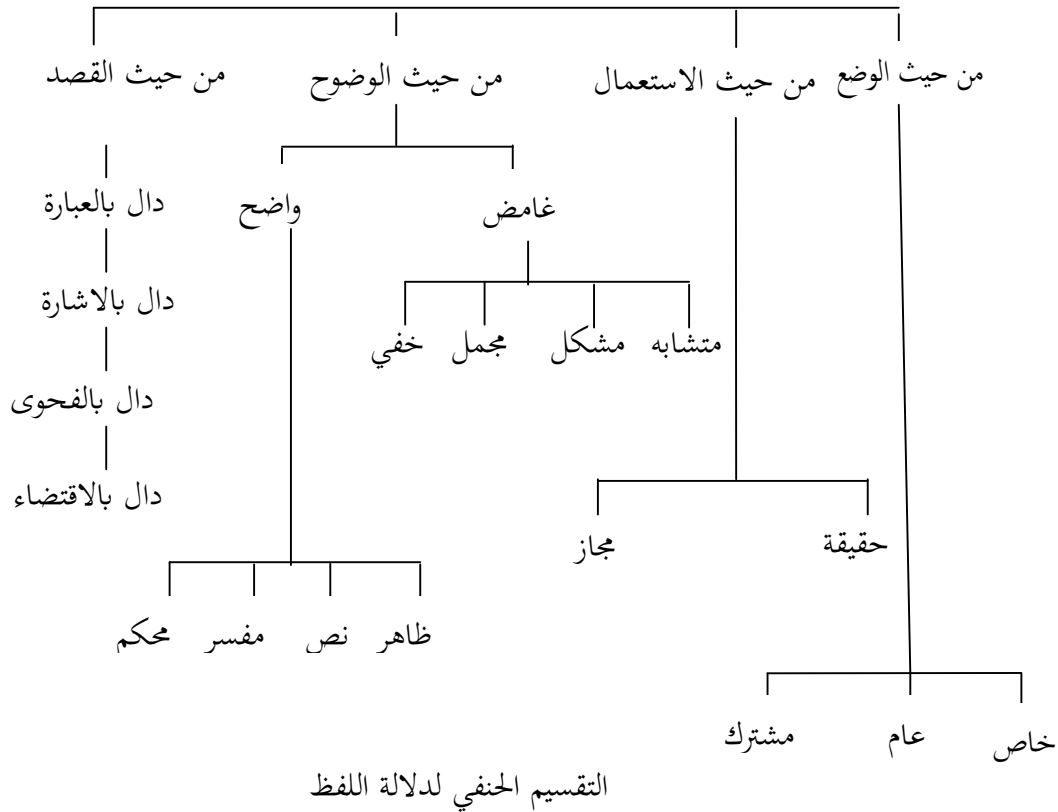 من حيث الوضع من حيث الاستعمال من حيث الوضوح من حيث القصد
غامض واضح دال بالعبارة
دال بالاشارة
متشابه مشكل مجمل خفي
دال بالفحوى
دال بالاقتضاء
حقيقة مجاز
ظاهر نص مفسر محكم
خاص عام مشترك
التقسيم الحنفي لدلالة اللفظ